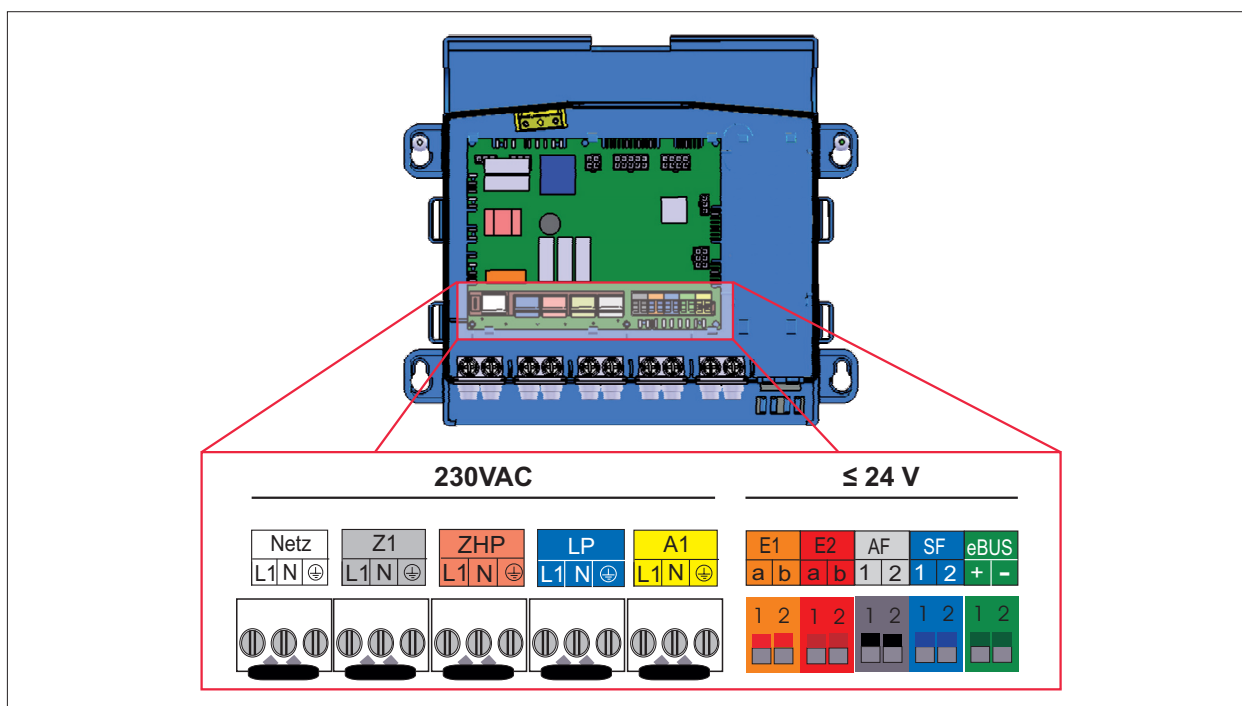 230VAC ≤ 24 V
Netz Z1 ZHP LP A1 E1 E2 AF SF eBUS
L1 N ⏚ L1 N ⏚ L1 N ⏚ L1 N ⏚ L1 N ⏚ a b a b 1 2 1 2 + -
1 2 1 2 1 2 1 2 1 2